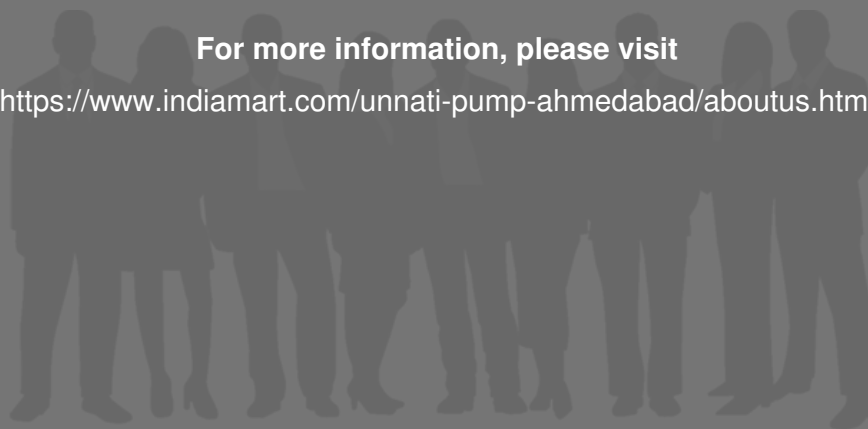 For more information, please visit
https://www.indiamart.com/unnati-pump-ahmedabad/aboutus.htm